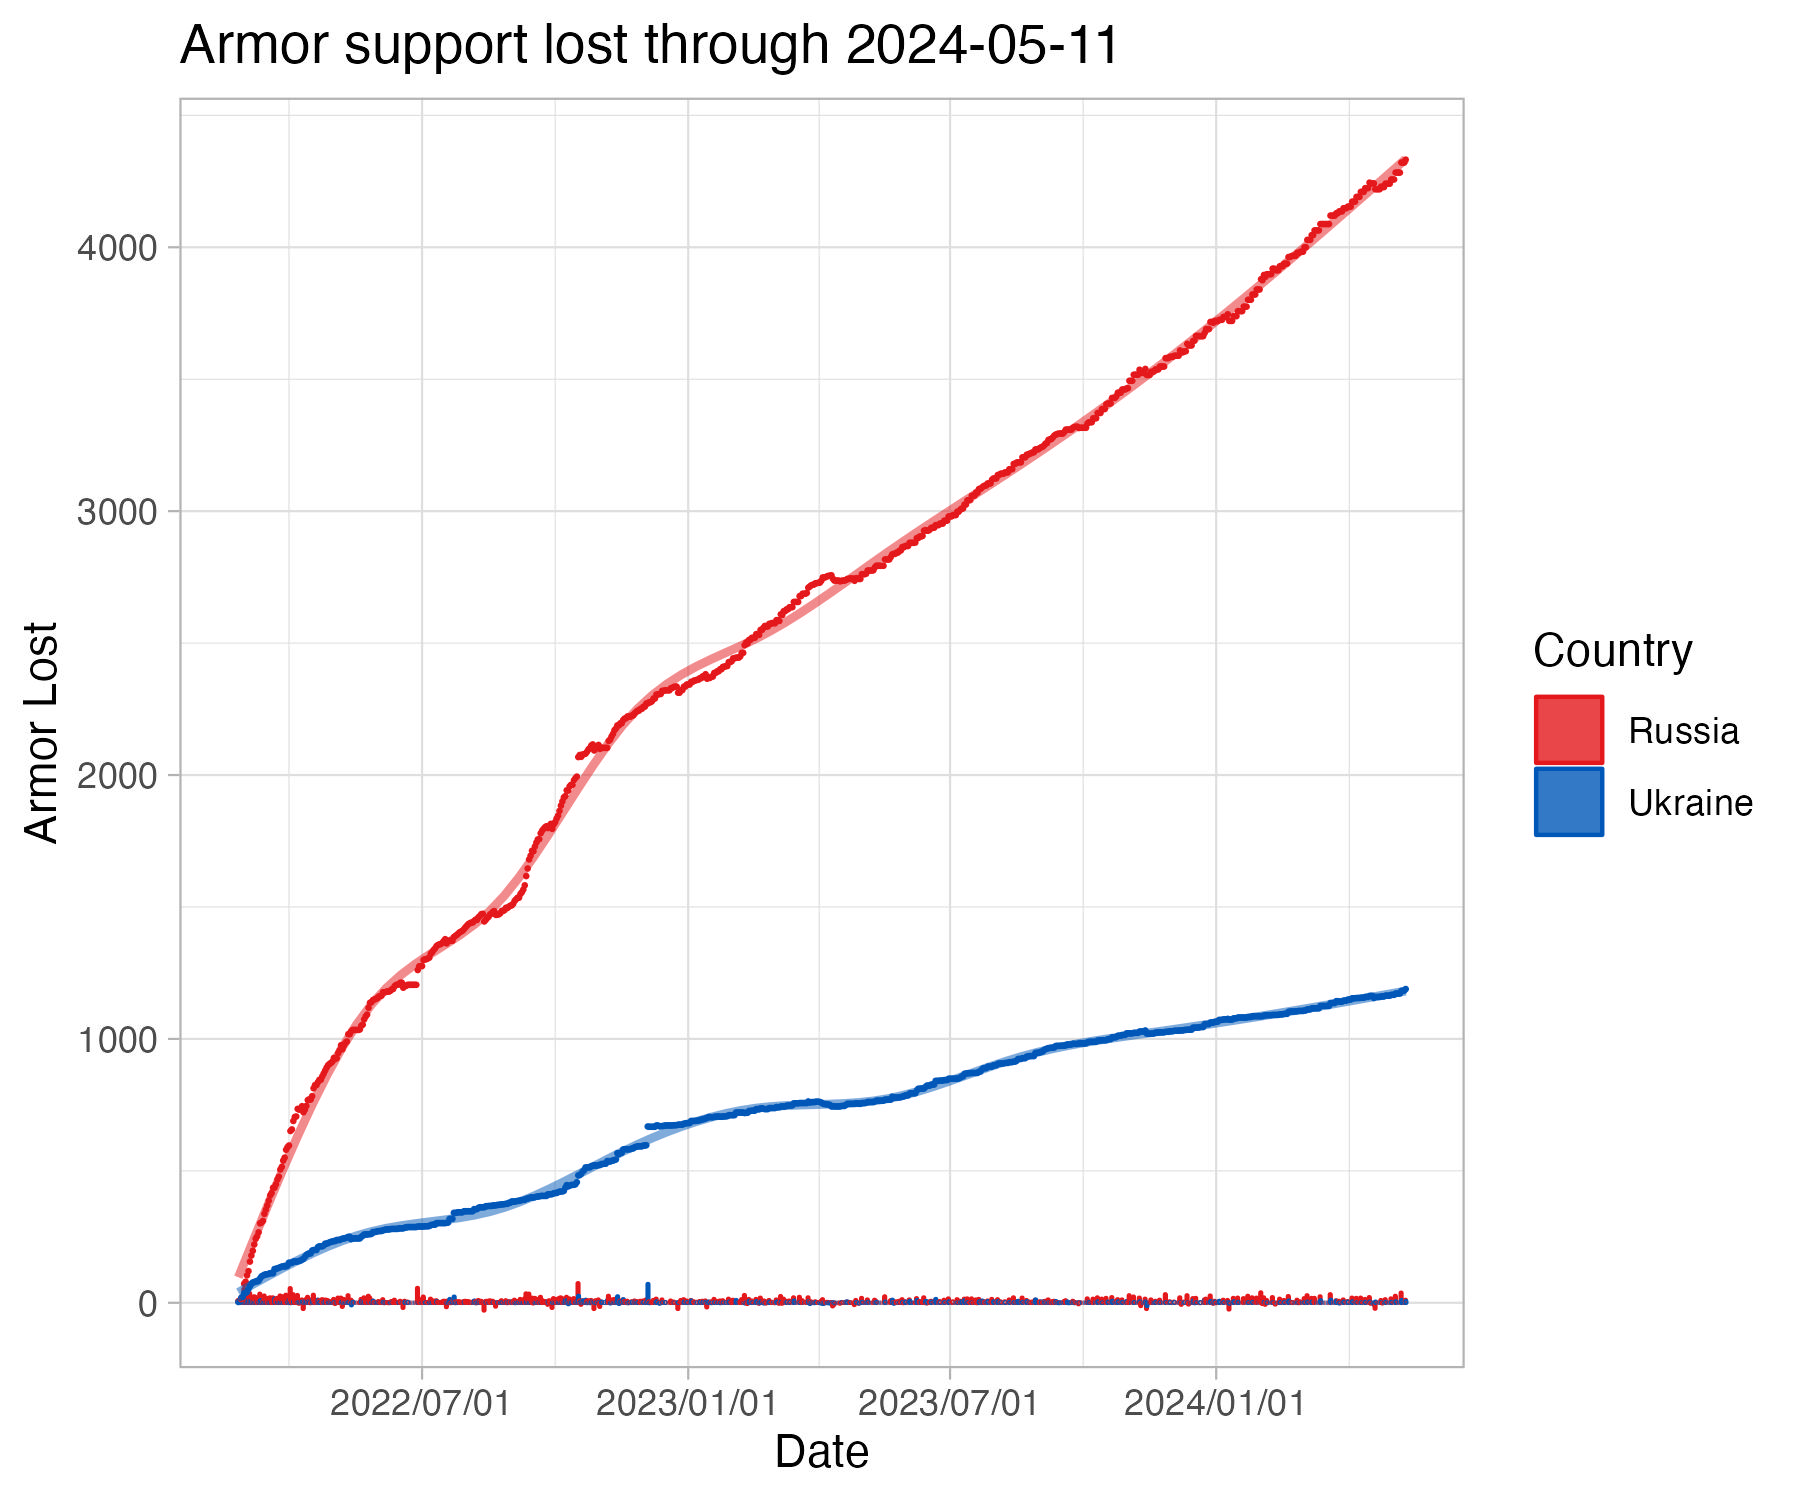 Armor support lost through 2024-05-11
Armor Lost
4000
3000
2000
1000
0
2022/07/01
2023/01/01
2023/07/01
2024/01/01
Date
Country
Russia
Ukraine